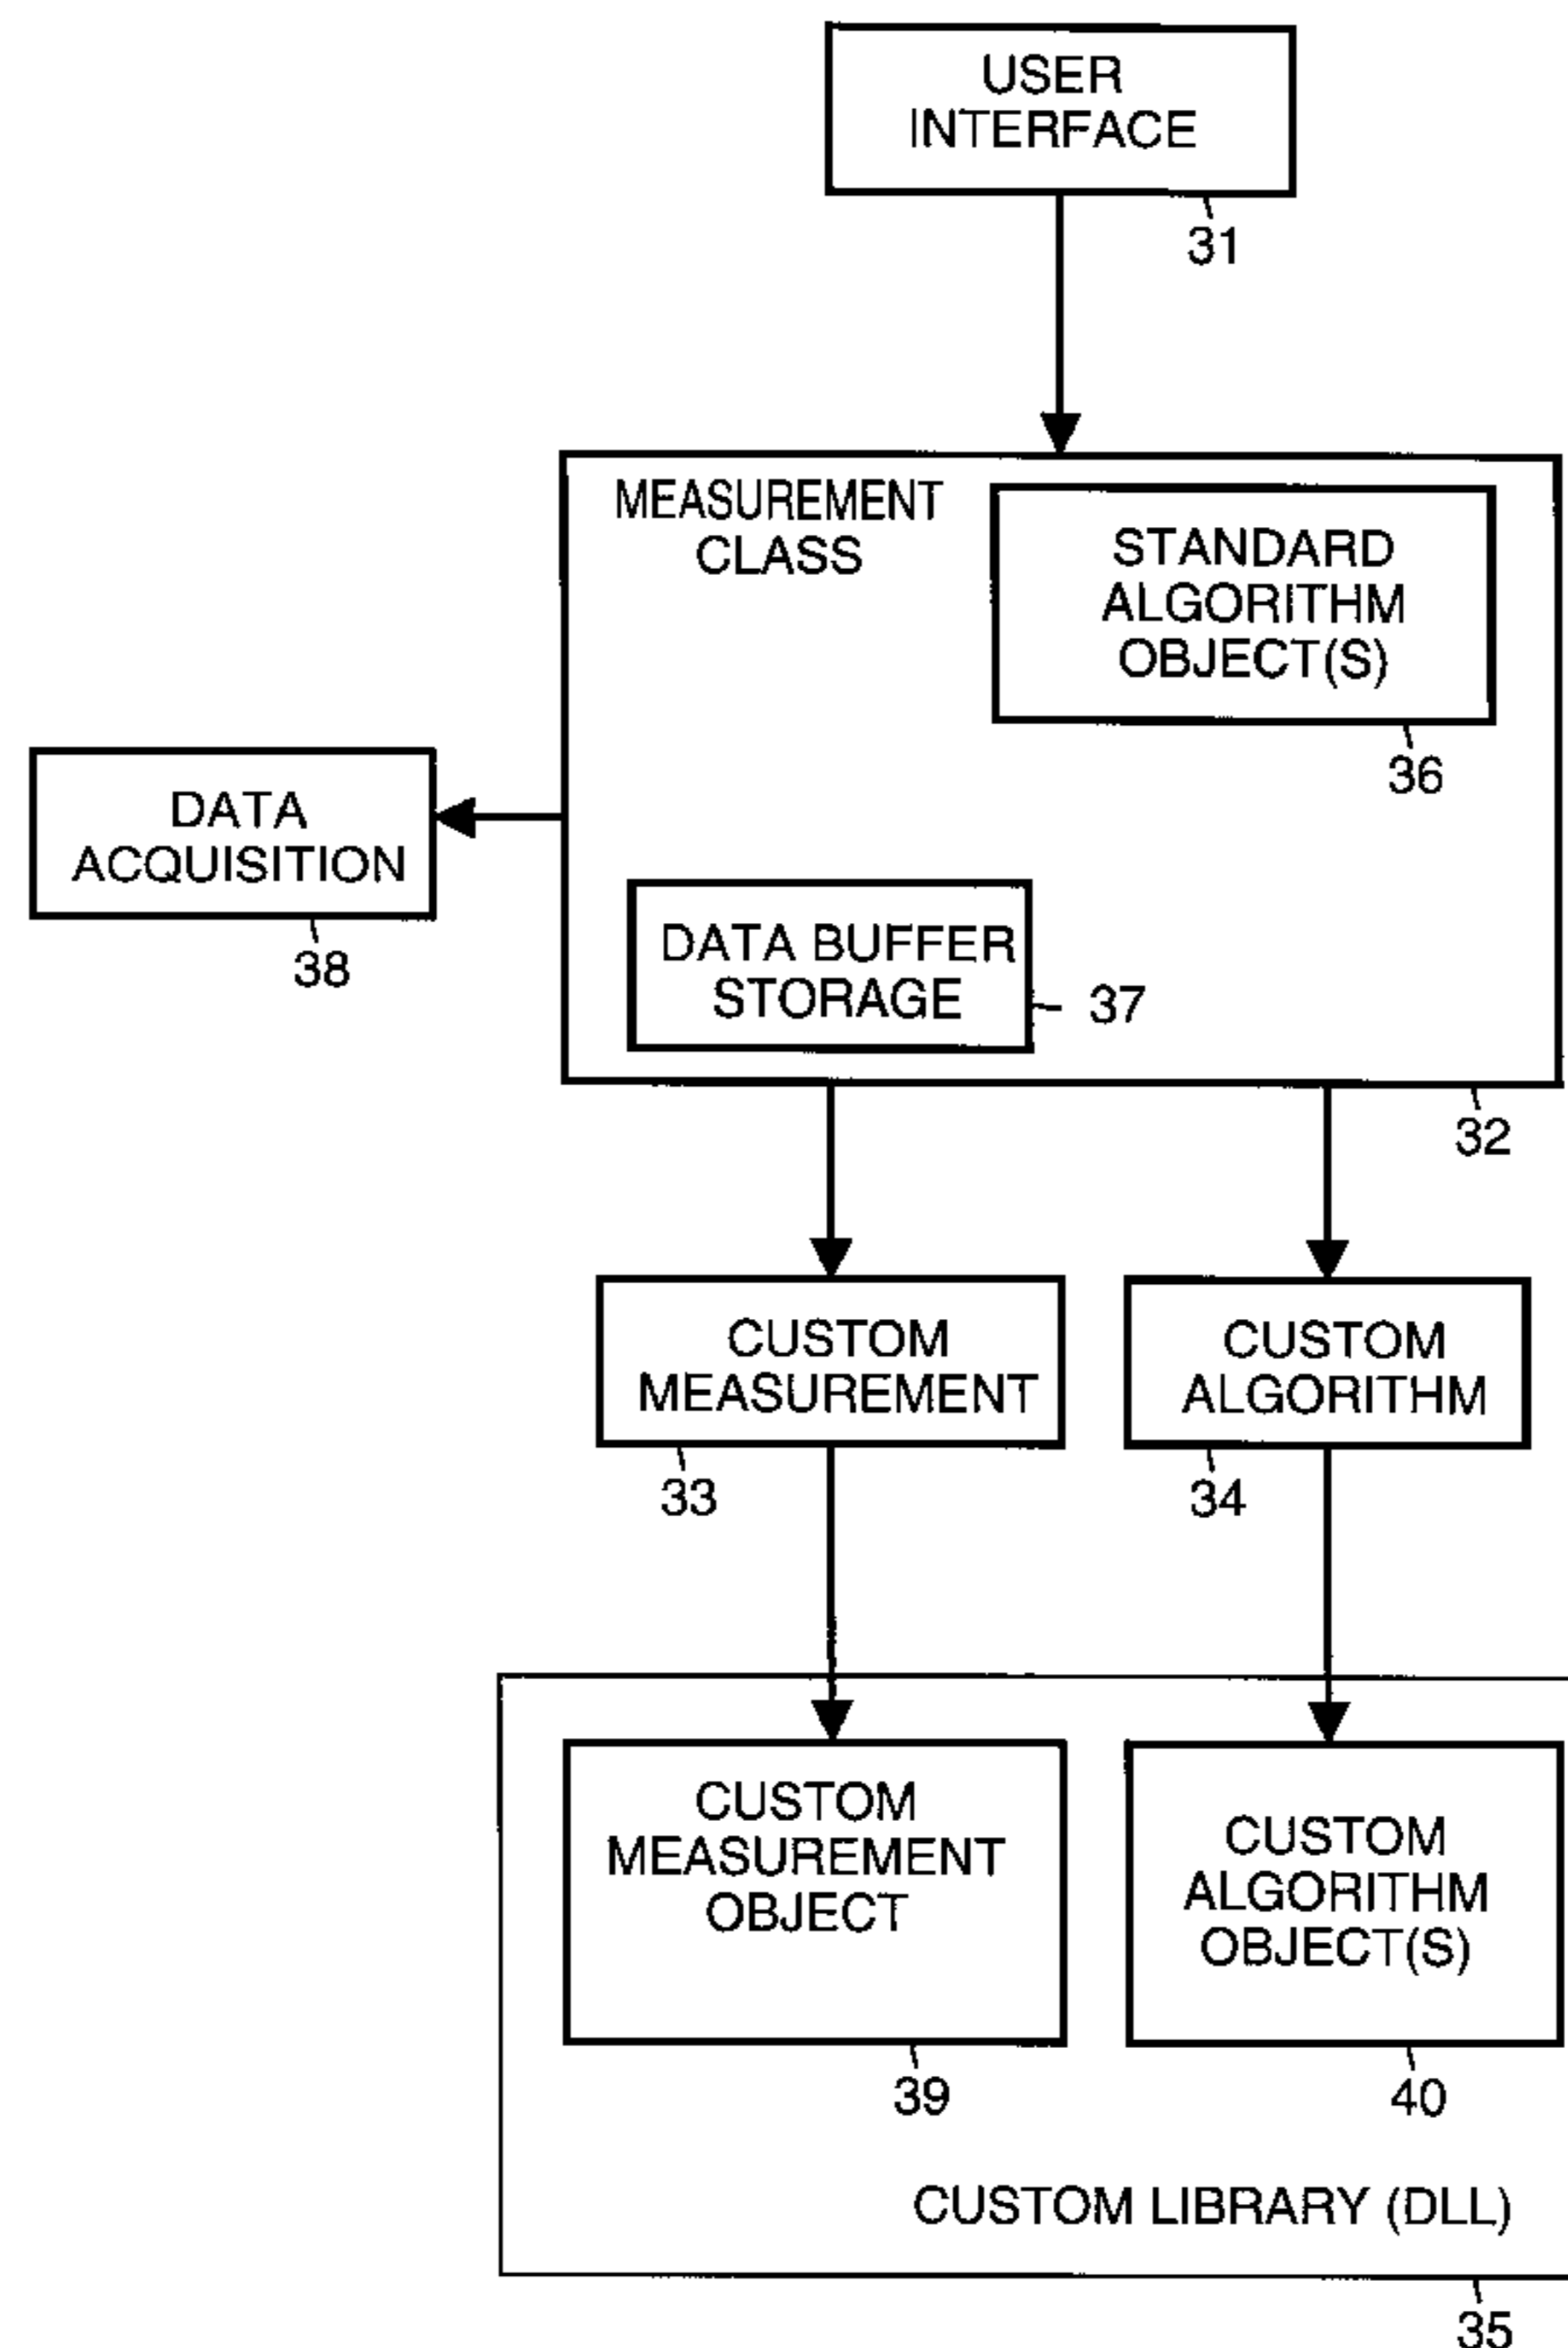 USER
INTERFACE
31
MEASUREMENT
CLASS
STANDARD
ALGORITHM
OBJECT(S)
36
DATA
ACQUISITION
38
DATA BUFFER
STORAGE
37
32
CUSTOM
MEASUREMENT
33
CUSTOM
ALGORITHM
34
CUSTOM
MEASUREMENT
OBJECT
39
CUSTOM
ALGORITHM
OBJECT(S)
40
CUSTOM LIBRARY (DLL)
35